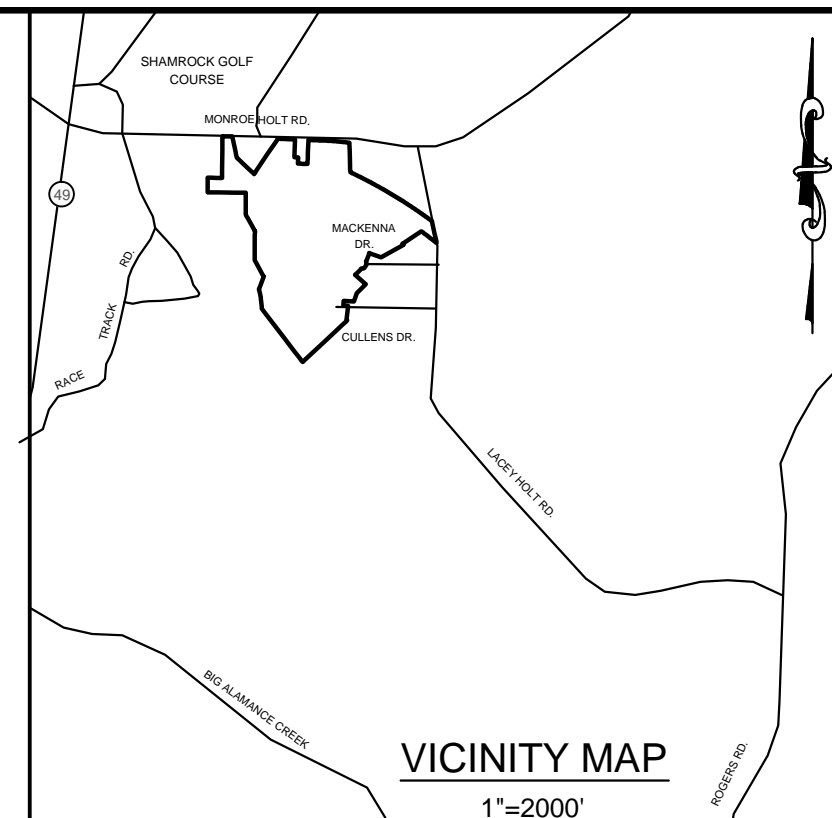 SHAMROCK GOLF
COURSE
MONROE HOLT RD.
49
MACKENNA
DR.
RACE TRACK RD.
CULLENS DR.
LACEY HOLT RD.
BIG ALAMANCE CREEK
ROGERS RD.
VICINITY MAP
1"=2000'